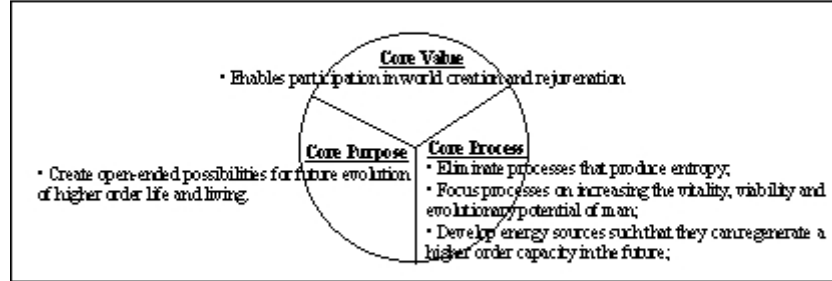 Core Value
• Enables participation in world creation and rejuvenation
Core Purpose
• Create open-ended possibilities for future evolution
of higher order life and living.
Core Process
• Eliminate processes that produce entropy;
• Focus processes on increasing the vitality, viability and
evolutionary potential of man;
• Develop energy sources such that they can regenerate a
higher order capacity in the future;